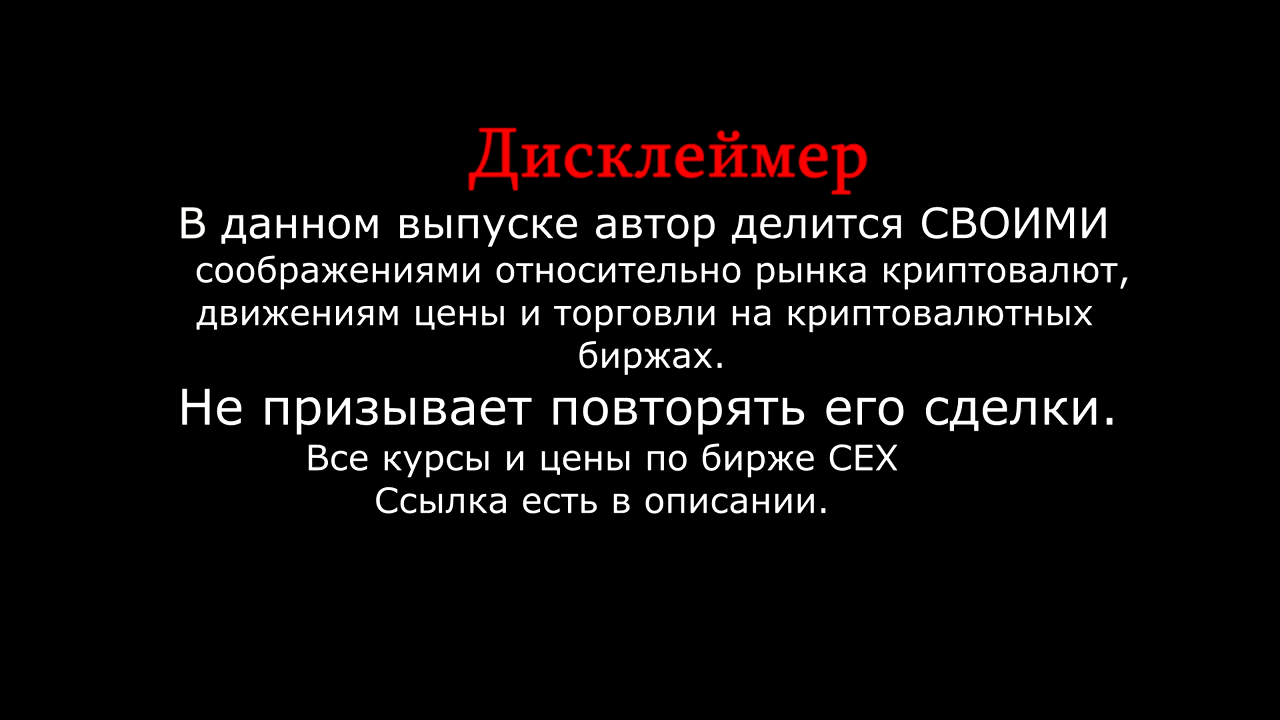 Дисклеймер
В данном выпуске автор делится СВОИМИ
соображениями относительно рынка криптовалют,
движениям цены и торговли на криптовалютных
биржах.
Не призывает повторять его сделки.
Все курсы и цены по бирже CEX
Ссылка есть в описании.